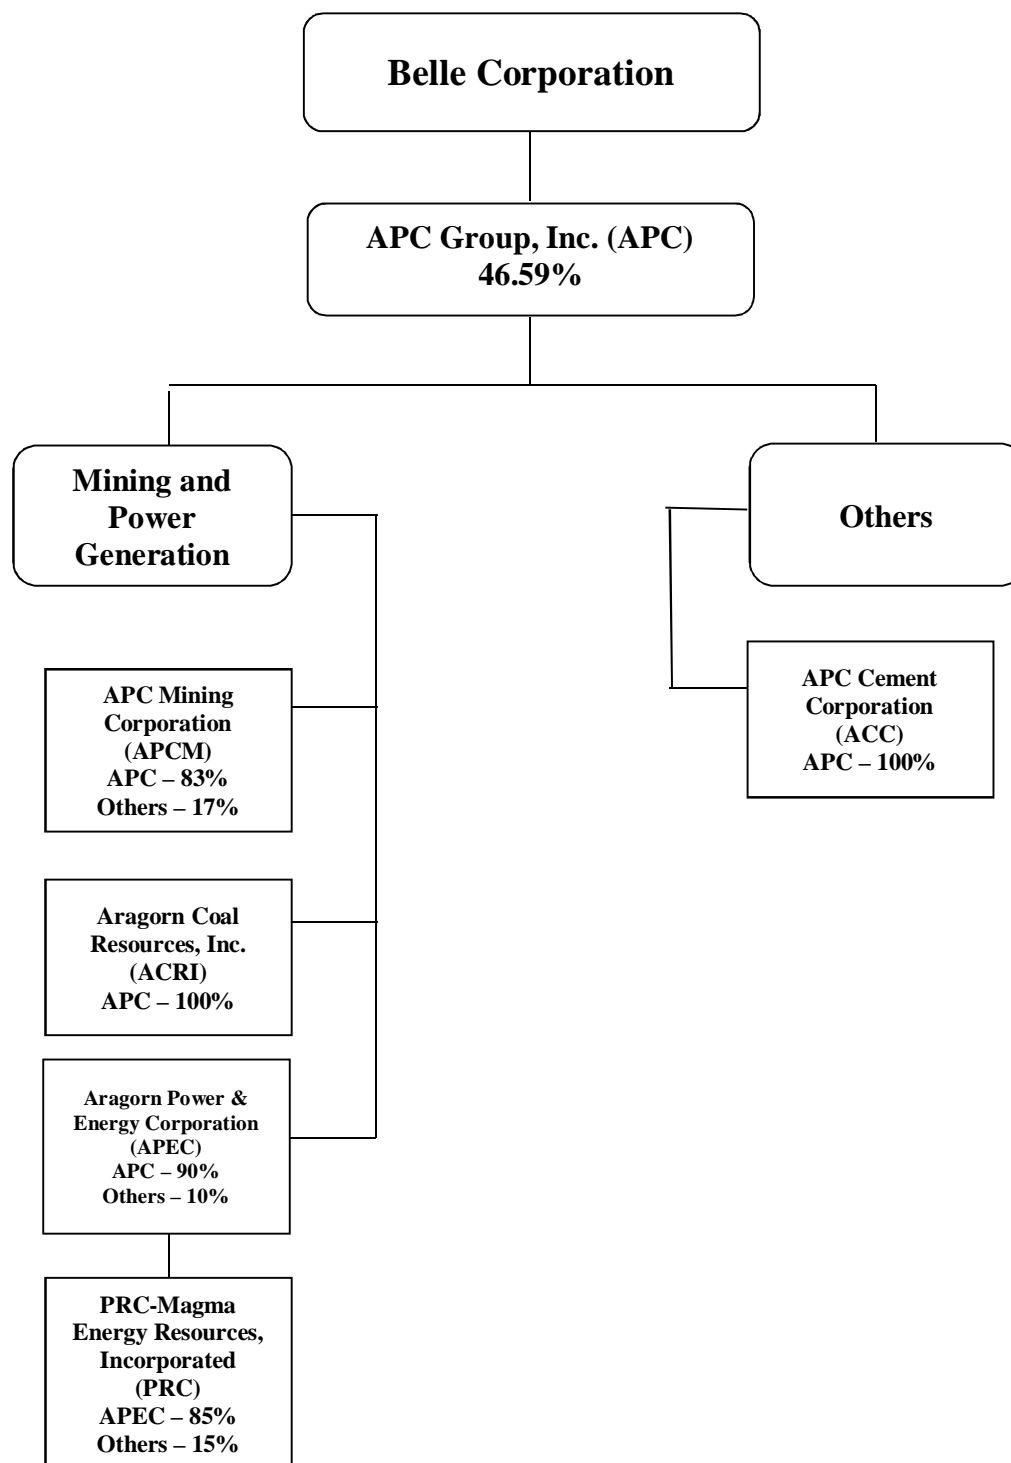 Belle Corporation
APC Group, Inc. (APC)
46.59%
Mining and
Power
Generation
Others
APC Mining
Corporation
(APCM)
APC – 83%
Others – 17%
APC Cement
Corporation
(ACC)
APC – 100%
Aragorn Coal
Resources, Inc.
(ACRI)
APC – 100%
Aragorn Power &
Energy Corporation
(APEC)
APC – 90%
Others – 10%
PRC-Magma
Energy Resources,
Incorporated
(PRC)
APEC – 85%
Others – 15%